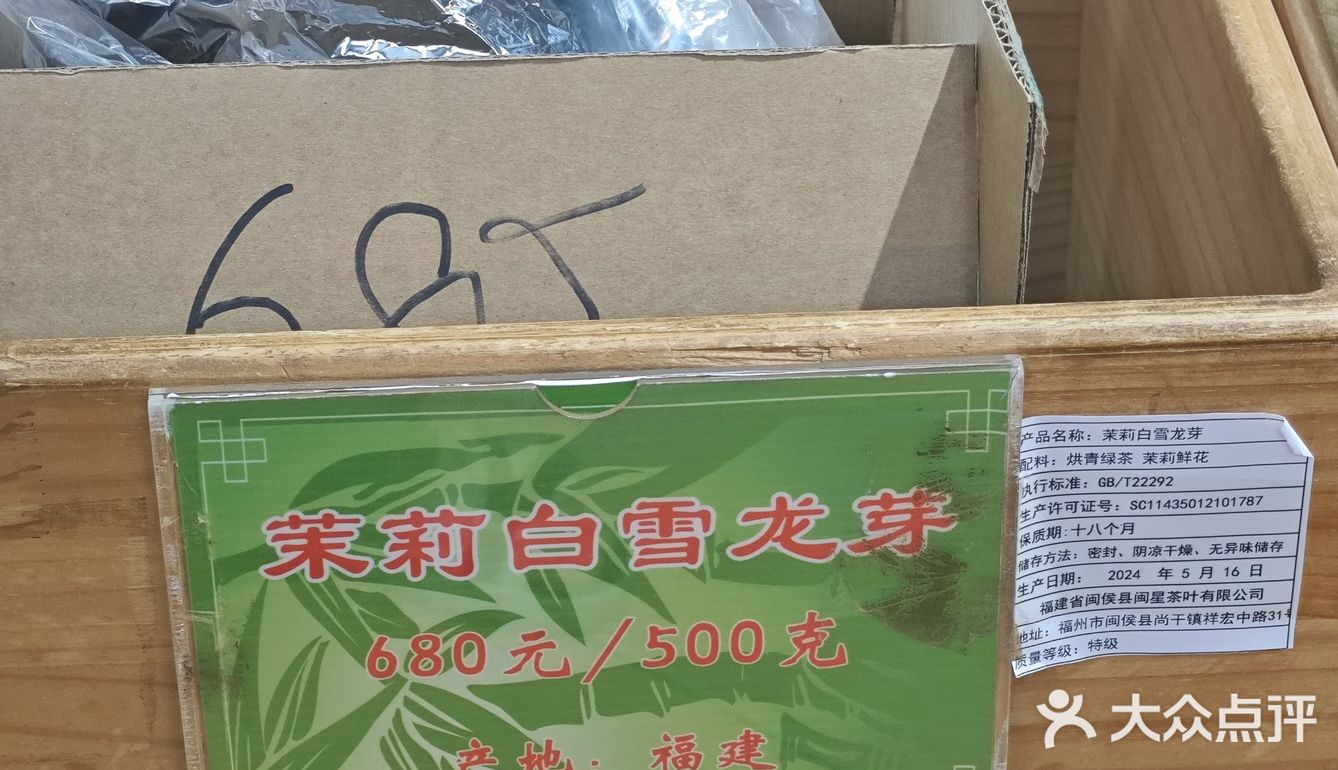 茉莉白雪龙芽
680元/500克
产地：福建
产品名称：茉莉白雪龙芽
配料：烘青绿茶 茉莉鲜花
执行标准：GB/T22292
生产许可证号：SC11435012101787
保质期:十八个月
储存方法：密封、阴凉干燥、无异味储存
生产日期： 2024 年 5 月 16 日
福建省闽侯县闽星茶叶有限公司
地址：福州市闽侯县尚干镇祥宏中路31号
质量等级：特级
大众点评